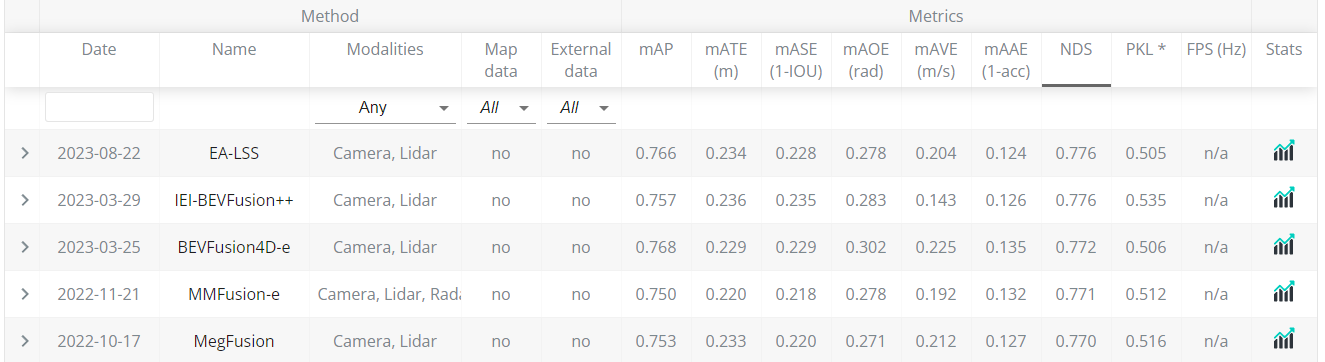 Method Metrics
Date Name Modalities Map data External data mAP mATE (m) mASE (1-IOU) mAOE (rad) mAVE (m/s) mAAE (1-acc) NDS PKL * FPS (Hz) Stats
Any All All
2023-08-22 EA-LSS Camera, Lidar no no 0.766 0.234 0.228 0.278 0.204 0.124 0.776 0.505 n/a
2023-03-29 IEI-BEVFusion++ Camera, Lidar no no 0.757 0.236 0.235 0.283 0.143 0.126 0.776 0.535 n/a
2023-03-25 BEVFusion4D-e Camera, Lidar no no 0.768 0.229 0.229 0.302 0.225 0.135 0.772 0.506 n/a
2022-11-21 MMFusion-e Camera, Lidar, Rada no no 0.750 0.220 0.218 0.278 0.192 0.132 0.771 0.512 n/a
2022-10-17 MegFusion Camera, Lidar no no 0.753 0.233 0.220 0.271 0.212 0.127 0.770 0.516 n/a